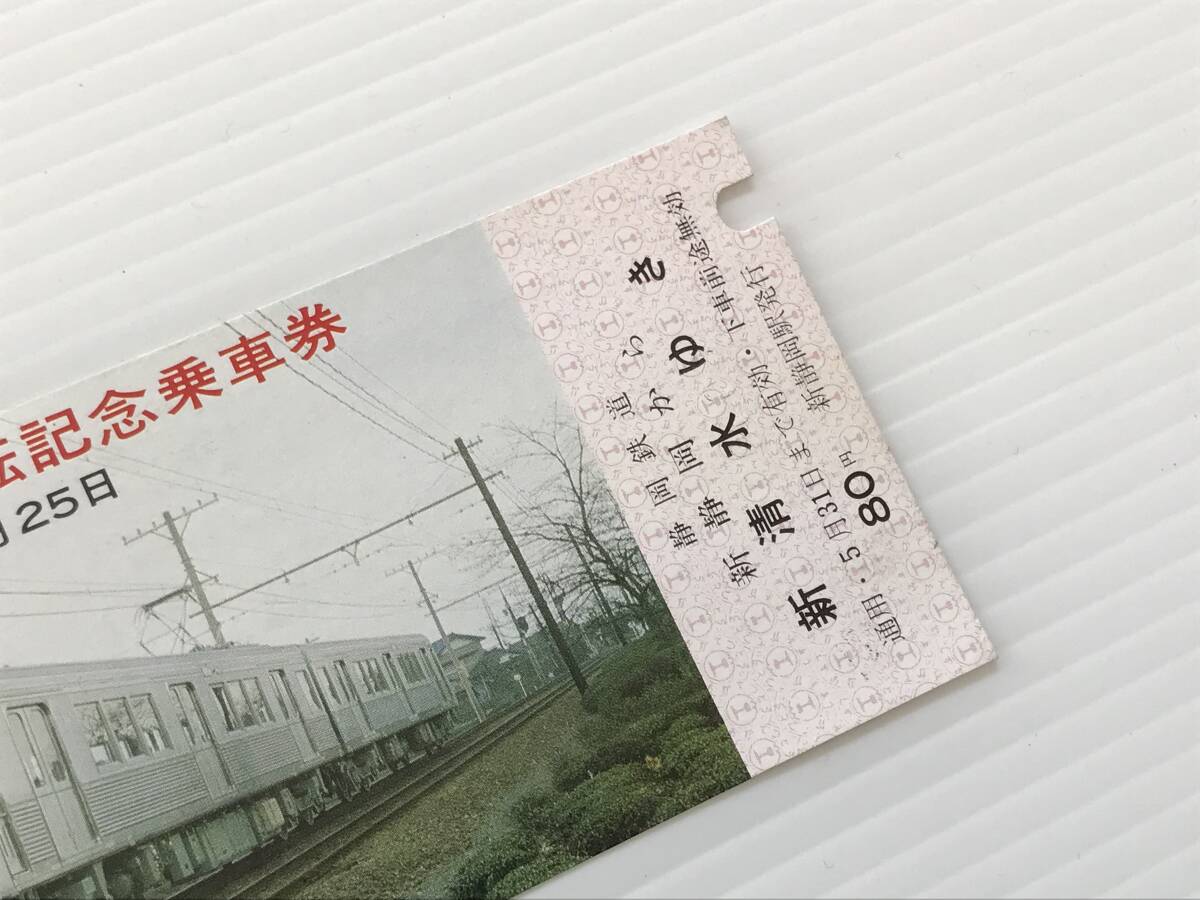 記念乗車券
25日
静岡鉄道
新静岡から
新清水ゆき
通用・5月31日まで有効・下車前途無効
80円 新静岡駅発行